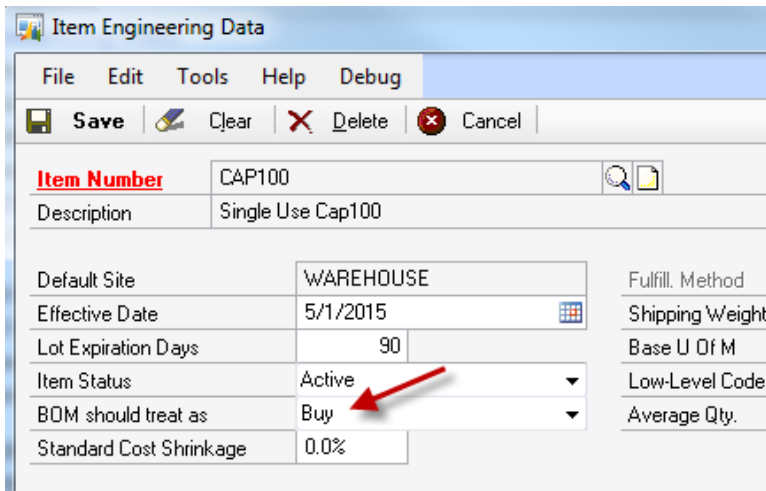 Item Engineering Data
File Edit Tools Help Debug
Save Clear Delete Cancel
Item Number CAP100
Description Single Use Cap100
Default Site WAREHOUSE Fulfill. Method
Effective Date 5/1/2015 Shipping Weight
Lot Expiration Days 90 Base U Of M
Item Status Active Low-Level Code
BOM should treat as Buy Average Qty.
Standard Cost Shrinkage 0.0%